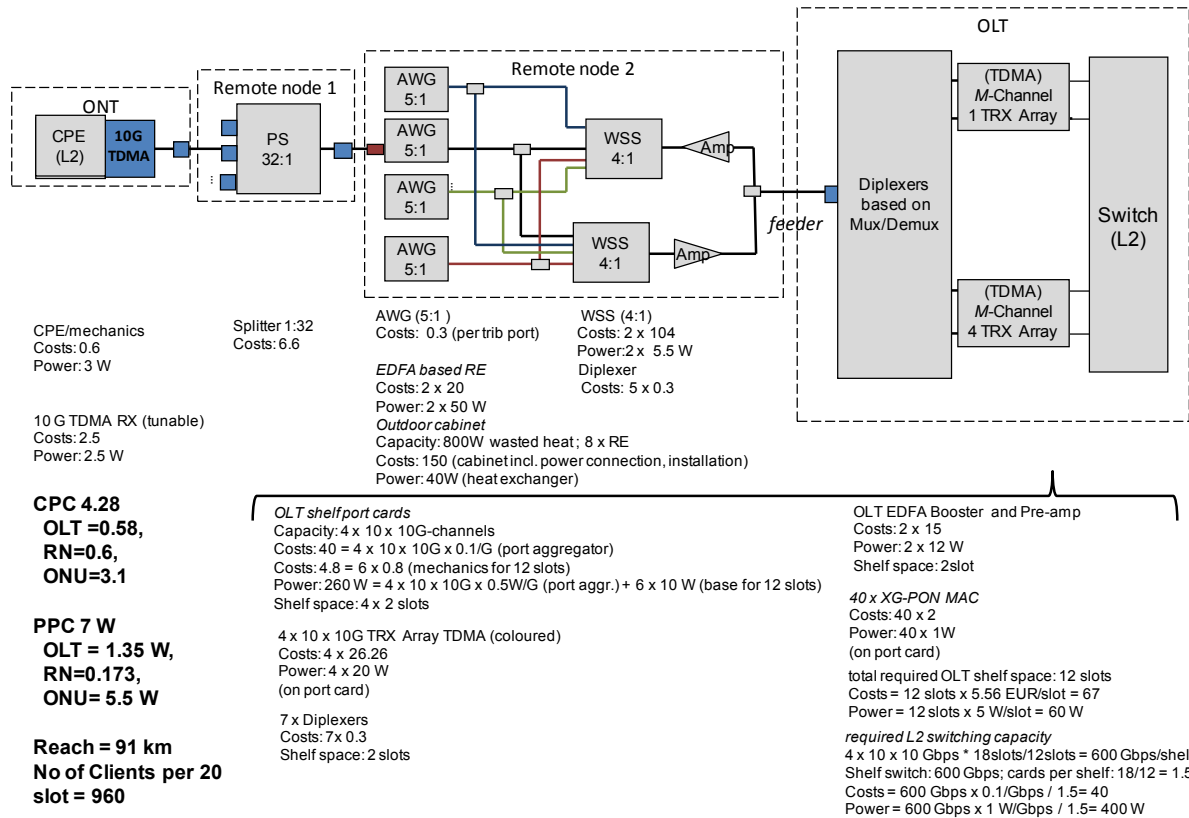 OLT
Remote node 2
Remote node 1
ONT
CPE
(L2)
10G
TDMA
PS
32:1
AWG
5:1
AWG
5:1
AWG
5:1
AWG
5:1
WSS
4:1
WSS
4:1
Amp
Amp
feeder
Diplexers
based on
Mux/Demux
(TDMA)
M-Channel
1 TRX Array
(TDMA)
M-Channel
4 TRX Array
Switch
(L2)
CPE/mechanics
Costs: 0.6
Power: 3 W
10 G TDMA RX (tunable)
Costs: 2.5
Power: 2.5 W
Splitter 1:32
Costs: 6.6
AWG (5:1 )
Costs: 0.3 (per trib port)
EDFA based RE
Costs: 2 x 20
Power: 2 x 50 W
Outdoor cabinet
Capacity: 800W wasted heat ; 8 x RE
Costs: 150 (cabinet incl. power connection, installation)
Power: 40W (heat exchanger)
WSS (4:1)
Costs: 2 x 104
Power: 2 x 5.5 W
Diplexer
Costs: 5 x 0.3
CPC 4.28
OLT =0.58,
RN=0.6,
ONU=3.1
PPC 7 W
OLT = 1.35 W,
RN=0.173,
ONU= 5.5 W
Reach = 91 km
No of Clients per 20
slot = 960
OLT shelf port cards
Capacity: 4 x 10 x 10G-channels
Costs: 40 = 4 x 10 x 10G x 0.1/G (port aggregator)
Costs: 4.8 = 6 x 0.8 (mechanics for 12 slots)
Power: 260 W = 4 x 10 x 10G x 0.5W/G (port aggr.) + 6 x 10 W (base for 12 slots)
Shelf space: 4 x 2 slots
4 x 10 x 10G TRX Array TDMA (coloured)
Costs: 4 x 26.26
Power: 4 x 20 W
(on port card)
7 x Diplexers
Costs: 7x 0.3
Shelf space: 2 slots
OLT EDFA Booster and Pre-amp
Costs: 2 x 15
Power: 2 x 12 W
Shelf space: 2slot
40 x XG-PON MAC
Costs: 40 x 2
Power: 40 x 1W
(on port card)
total required OLT shelf space: 12 slots
Costs = 12 slots x 5.56 EUR/slot = 67
Power = 12 slots x 5 W/slot = 60 W
required L2 switching capacity
4 x 10 x 10 Gbps * 18slots/12slots = 600 Gbps/shel
Shelf switch: 600 Gbps; cards per shelf: 18/12 = 1.5
Costs = 600 Gbps x 0.1/Gbps / 1.5= 40
Power = 600 Gbps x 1 W/Gbps / 1.5= 400 W